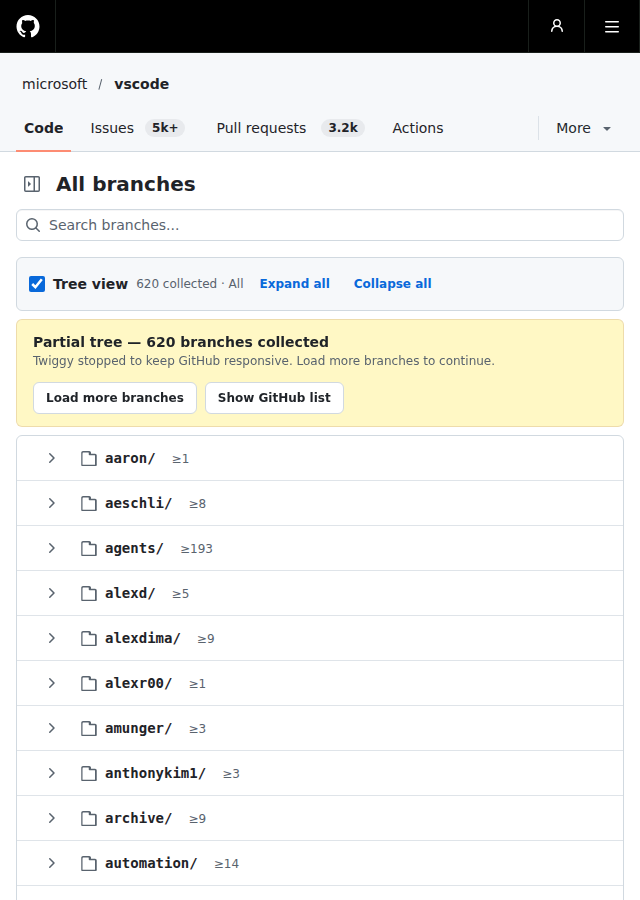 microsoft / vscode
Code Issues 5k+ Pull requests 3.2k Actions More
All branches
Search branches...
Tree view 620 collected · All Expand all Collapse all
Partial tree — 620 branches collected
Twiggy stopped to keep GitHub responsive. Load more branches to continue.
Load more branches Show GitHub list
aaron/ ≥1
aeschli/ ≥8
agents/ ≥193
alexd/ ≥5
alexdima/ ≥9
alexr00/ ≥1
amunger/ ≥3
anthonykim1/ ≥3
archive/ ≥9
automation/ ≥14